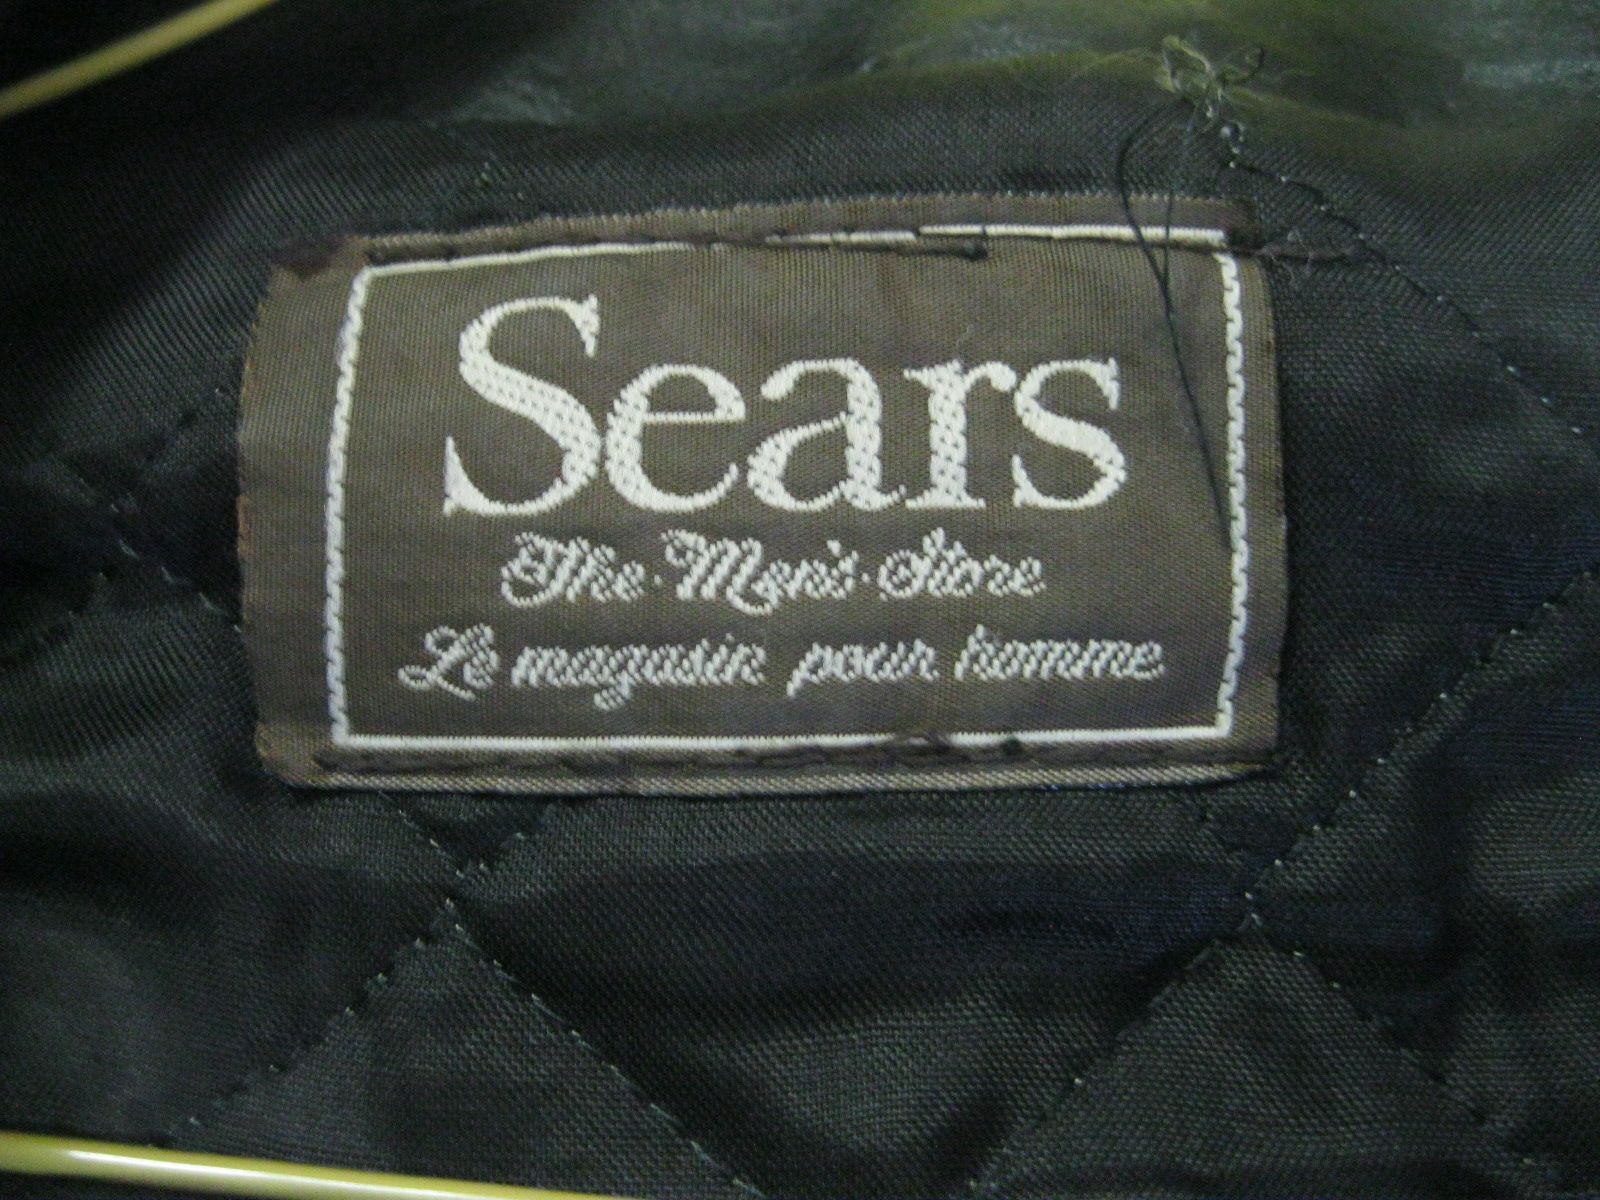 Sears
The Men's Store
Le magasin pour homme